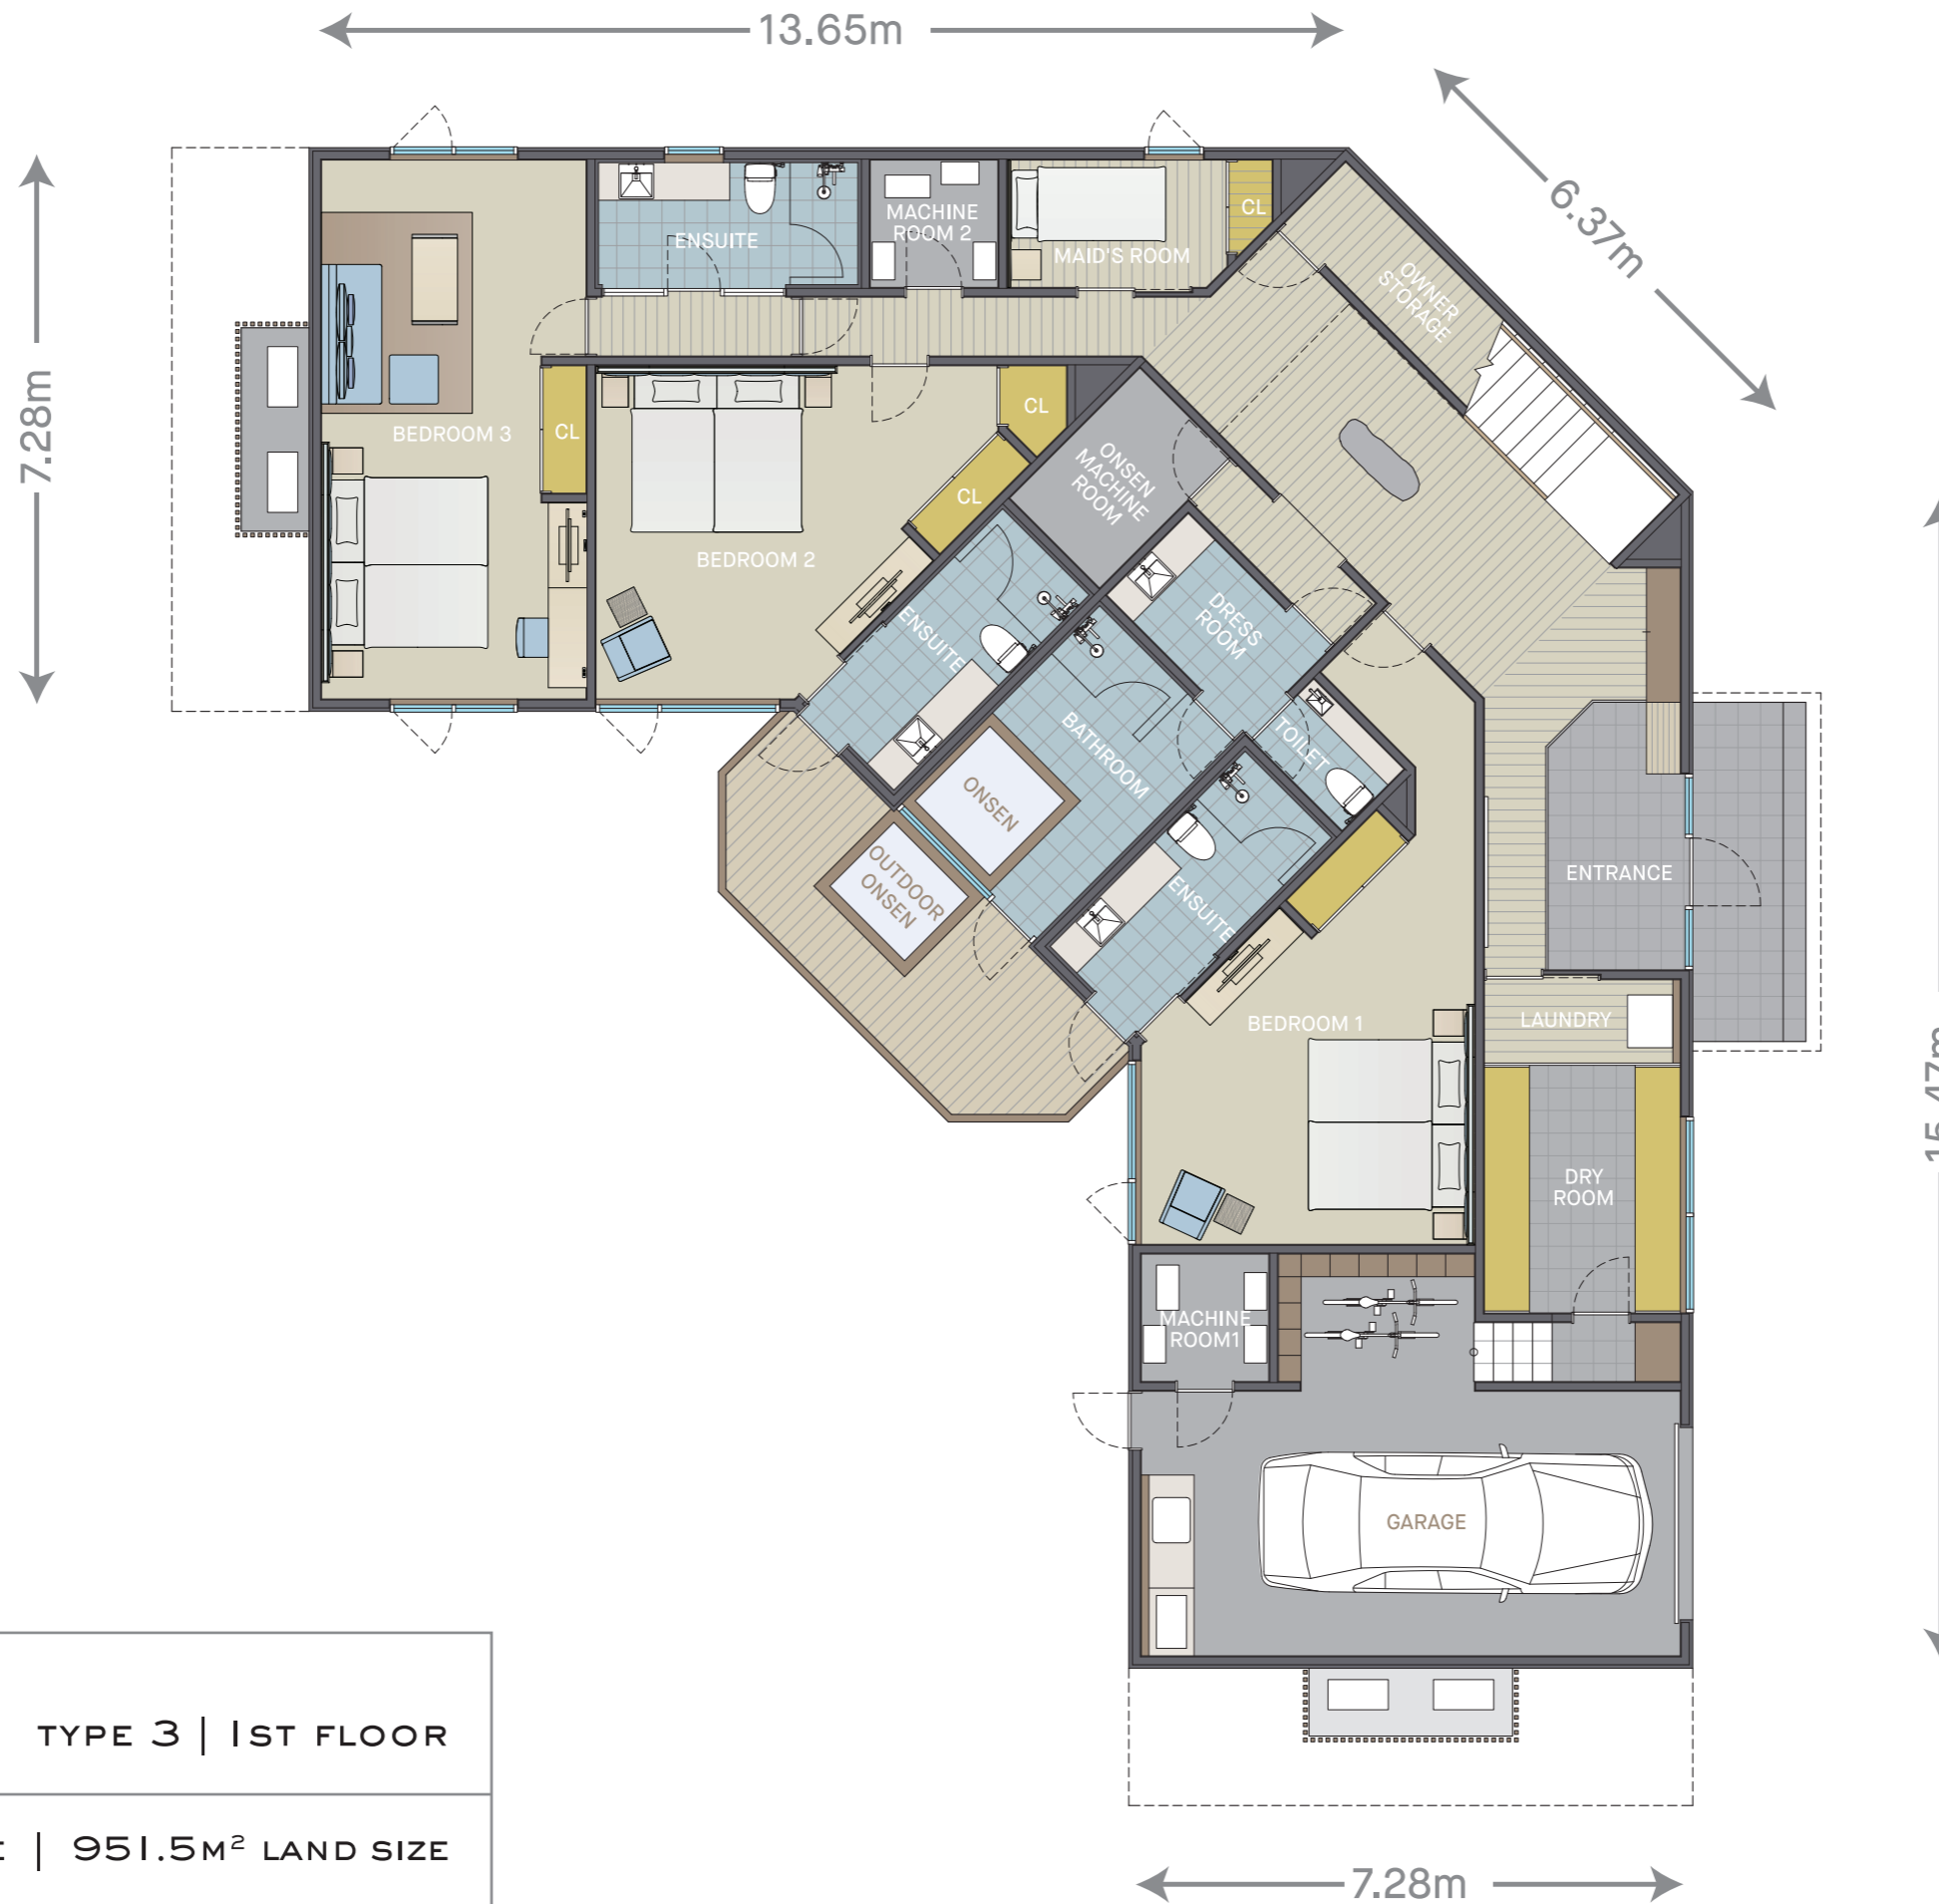 13.65m
6.37m
7.28m
ENSUITE
MACHINE
ROOM 2
MAID'S ROOM
CL
OWNER
STORAGE
BEDROOM 3
CL
CL
CL
ONSEN
MACHINE
ROOM
BEDROOM 2
ENSUITE
DRESS
ROOM
BATHROOM
TOILET
ONSEN
OUTDOOR
ONSEN
ENSUITE
ENTRANCE
BEDROOM 1
LAUNDRY
15.47m
DRY
ROOM
MACHINE
ROOM1
GARAGE
TYPE 3 | 1ST FLOOR
| 951.5M² LAND SIZE
7.28m